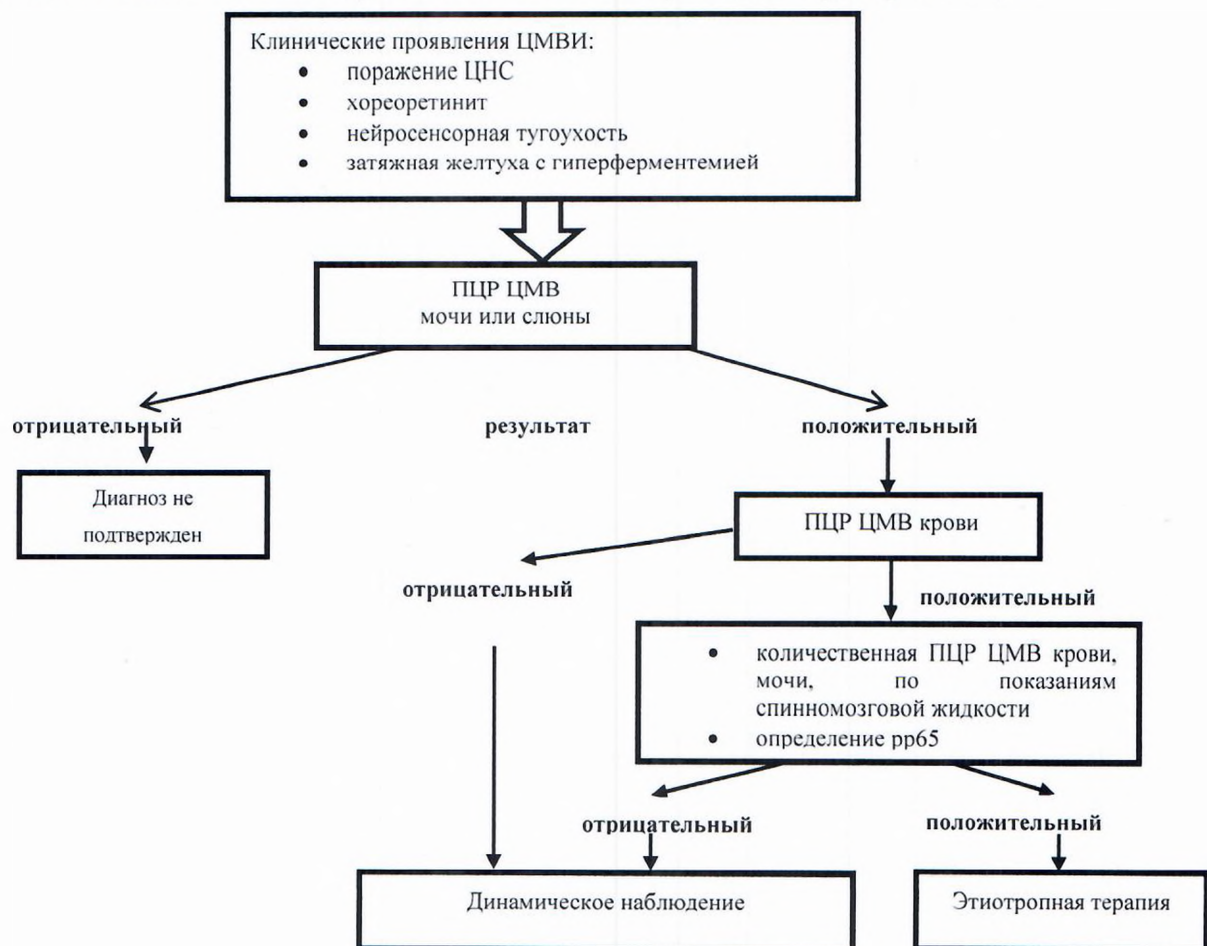 Клинические проявления ЦМВИ:
• поражение ЦНС
• хореоретинит
• нейросенсорная тугоухость
• затяжная желтуха с гиперферментемией
ПЦР ЦМВ
мочи или слюны
отрицательный результат положительный
Диагноз не
подтвержден
ПЦР ЦМВ крови
отрицательный
положительный
• количественная ПЦР ЦМВ крови,
мочи, по показаниям
спинномозговой жидкости
• определение рр65
отрицательный положительный
Динамическое наблюдение
Этиотропная терапия